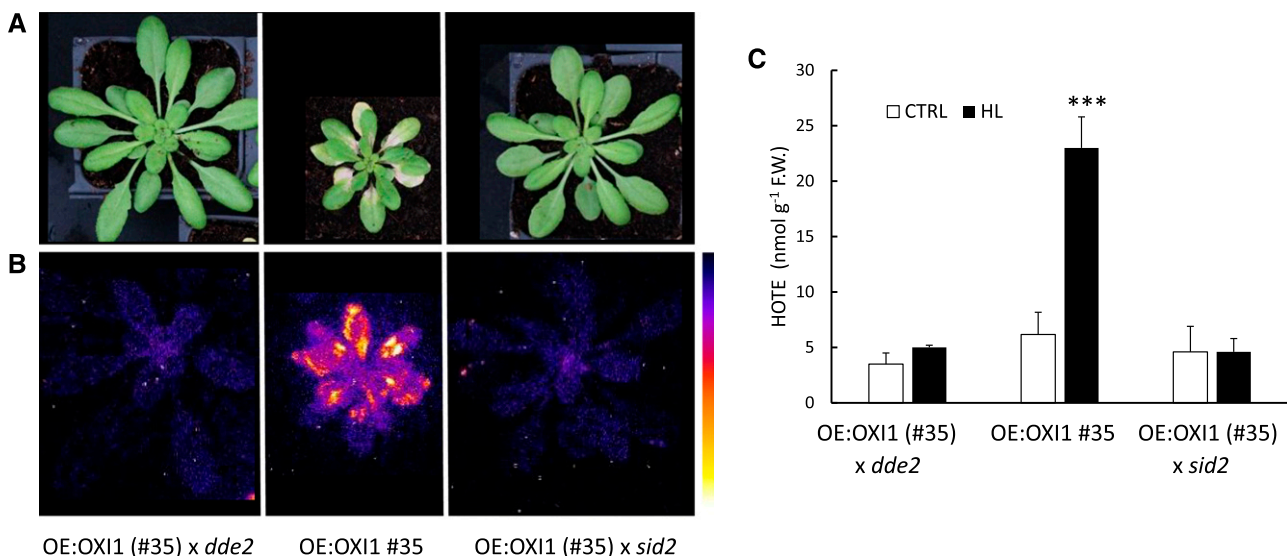 A
B
OE:OXI1 (#35) x dde2
OE:OXI1 #35
OE:OXI1 (#35) x sid2
C
HOTE (nmol g⁻¹ F.W.)
30
25
20
15
10
5
0
CTRL
HL
***
OE:OXI1 (#35)
x dde2
OE:OXI1 #35
OE:OXI1 (#35)
x sid2